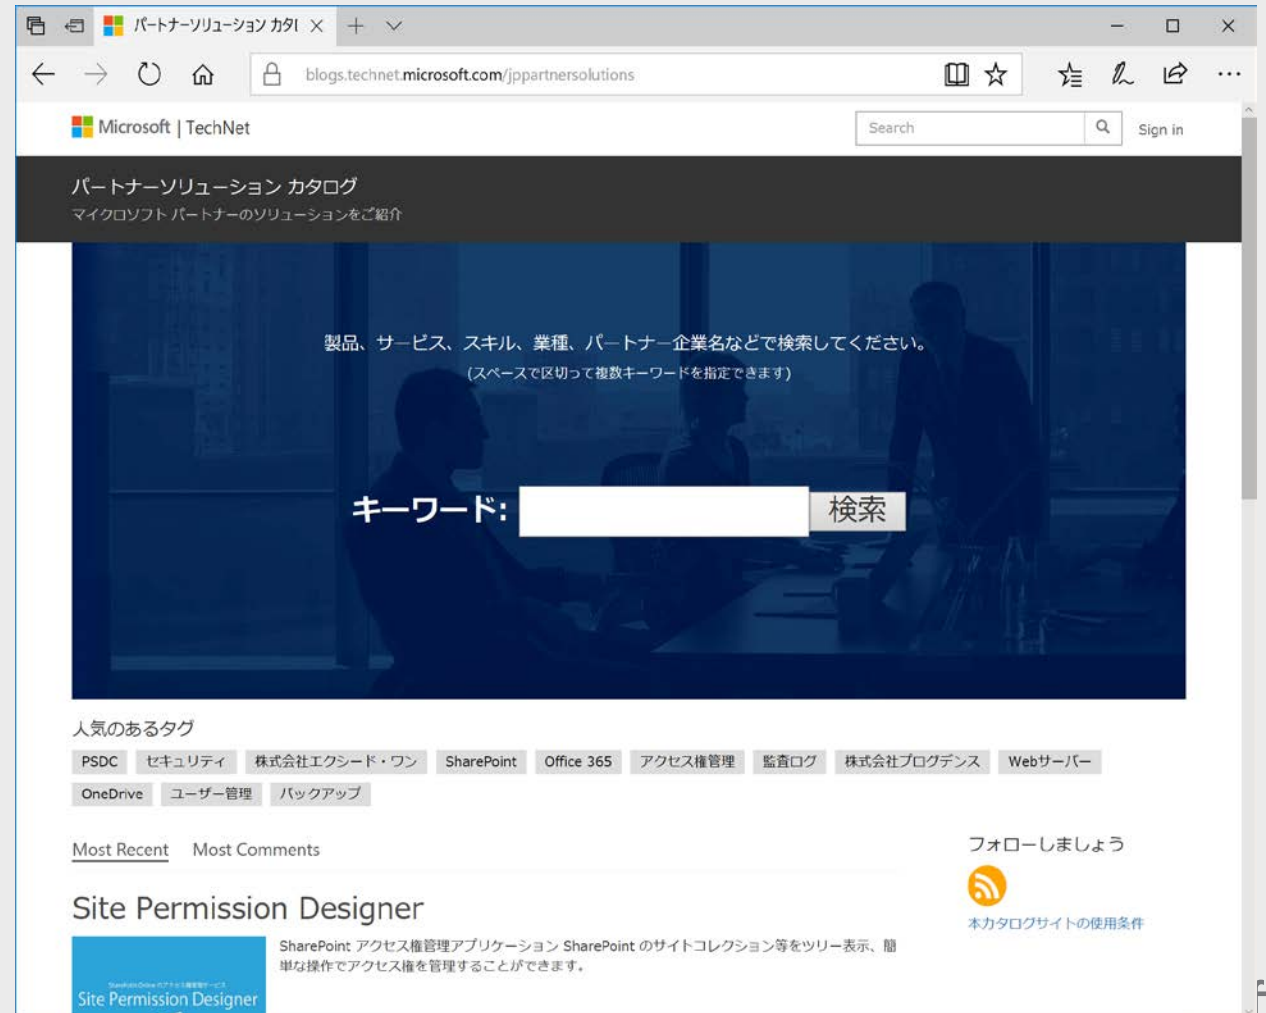 パートナーソリューション カタロ
blogs.technet.microsoft.com/jppartnersolutions
Microsoft | TechNet
Search
Sign in
パートナーソリューション カタログ
マイクロソフト パートナーのソリューションをご紹介
製品、サービス、スキル、業種、パートナー企業名などで検索してください。
(スペースで区切って複数キーワードを指定できます)
キーワード:
検索
人気のあるタグ
PSDC セキュリティ 株式会社エクシード・ワン SharePoint Office 365 アクセス権管理 監査ログ 株式会社プログデンス Webサーバー
OneDrive ユーザー管理 バックアップ
Most Recent Most Comments
フォローしましょう
本カタログサイトの使用条件
Site Permission Designer
SharePoint アクセス権管理アプリケーション SharePoint のサイトコレクション等をツリー表示、簡
単な操作でアクセス権を管理することができます。
Site Permission Designer